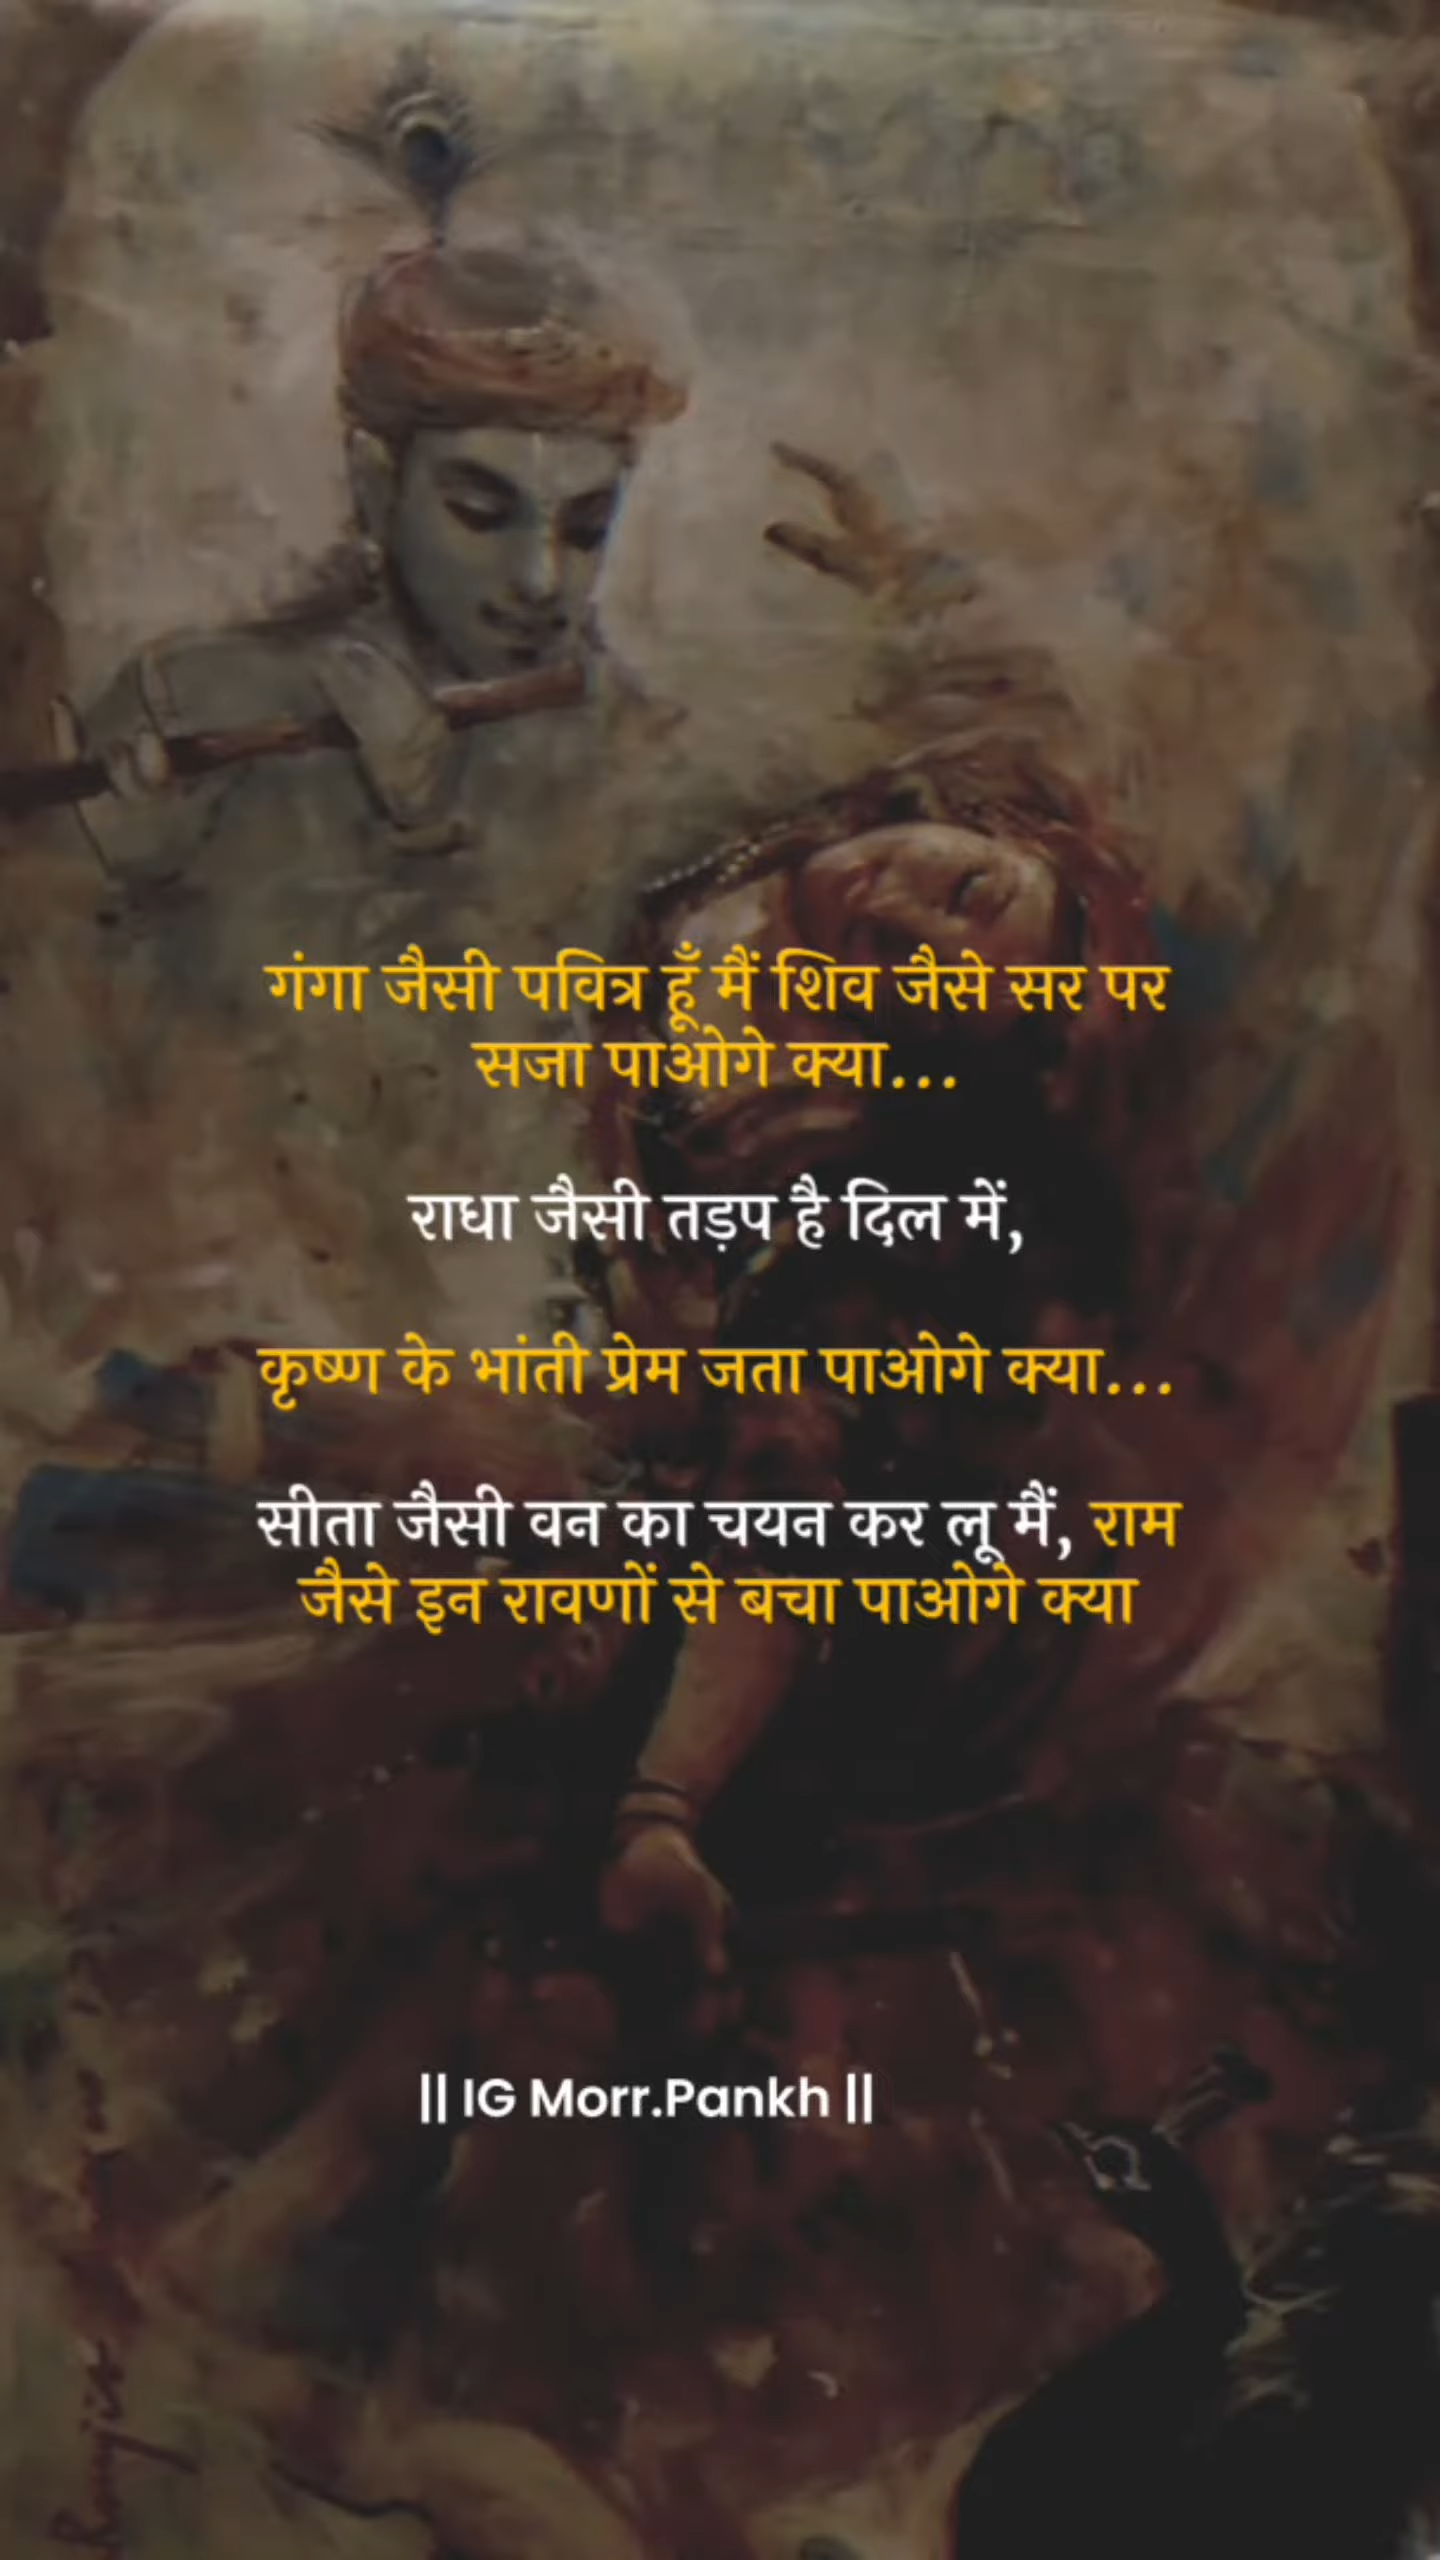 गंगा जैसी पवित्र हूँ मैं शिव जैसे सर पर
सजा पाओगे क्या...
राधा जैसी तड़प है दिल में,
कृष्ण के भांती प्रेम जता पाओगे क्या...
सीता जैसी वन का चयन कर लू मैं, राम
जैसे इन रावणों से बचा पाओगे क्या
|| IG Morr.Pankh ||